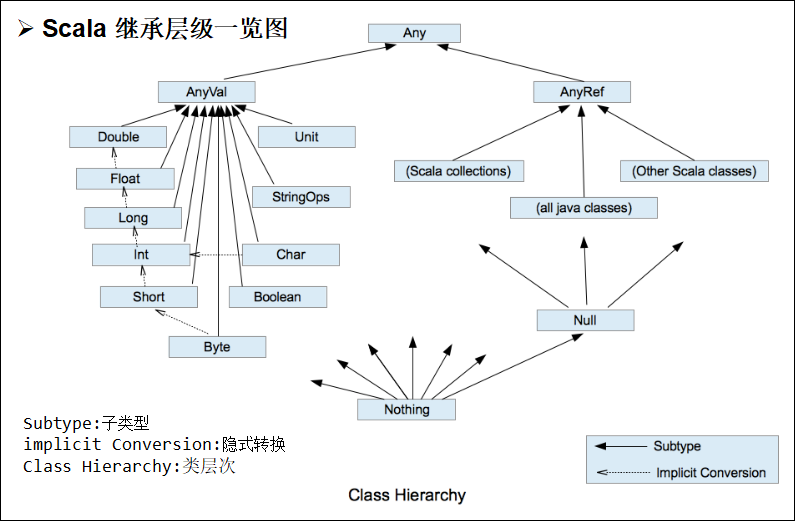 ➢ Scala 继承层级一览图
Any
AnyVal
AnyRef
Double
Unit
Float
(Scala collections)
(Other Scala classes)
StringOps
Long
(all java classes)
Int
Char
Short
Boolean
Null
Byte
Nothing
Subtype:子类型
implicit Conversion:隐式转换
Class Hierarchy:类层次
Subtype
Implicit Conversion
Class Hierarchy